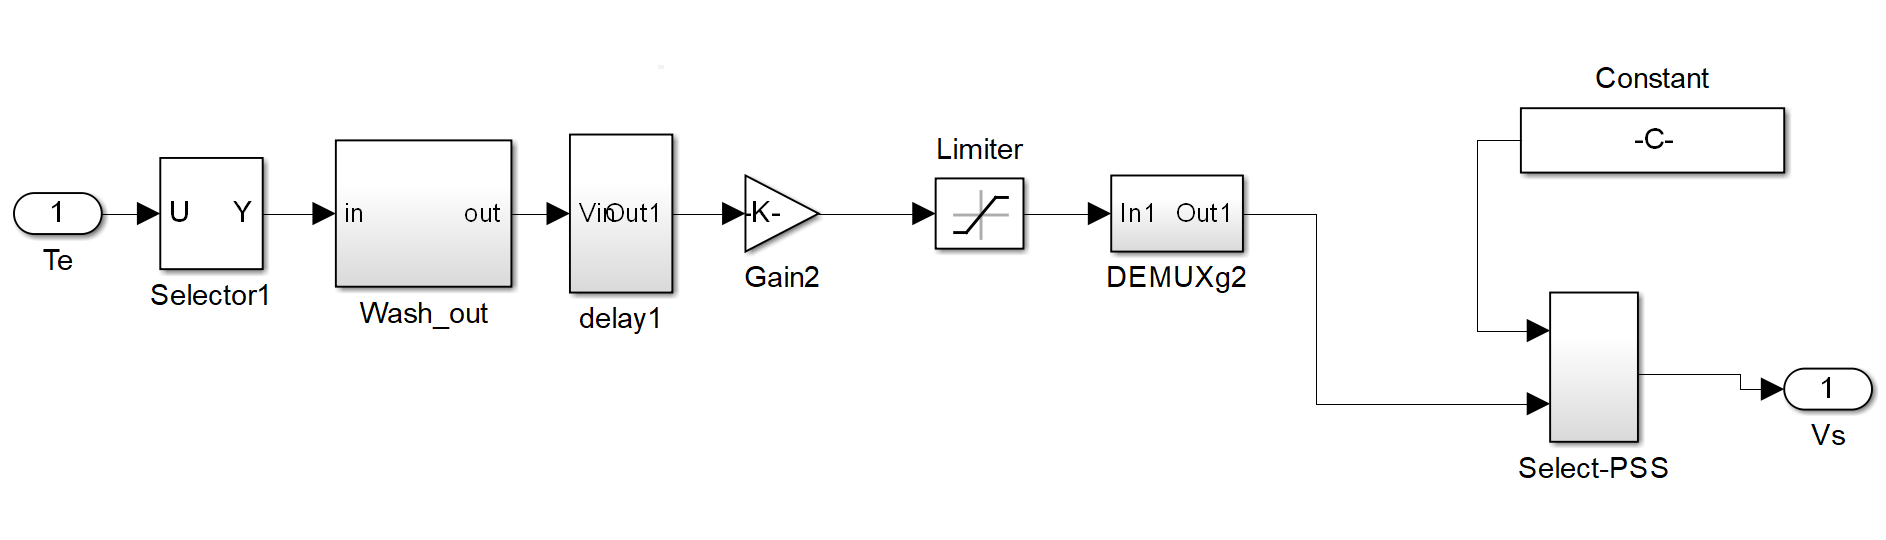 1
Te
U Y
Selector1
in out
Wash_out
Vin Out1
delay1
-K-
Gain2
Limiter
In1 Out1
DEMUXg2
Constant
-C-
Select-PSS
1
Vs